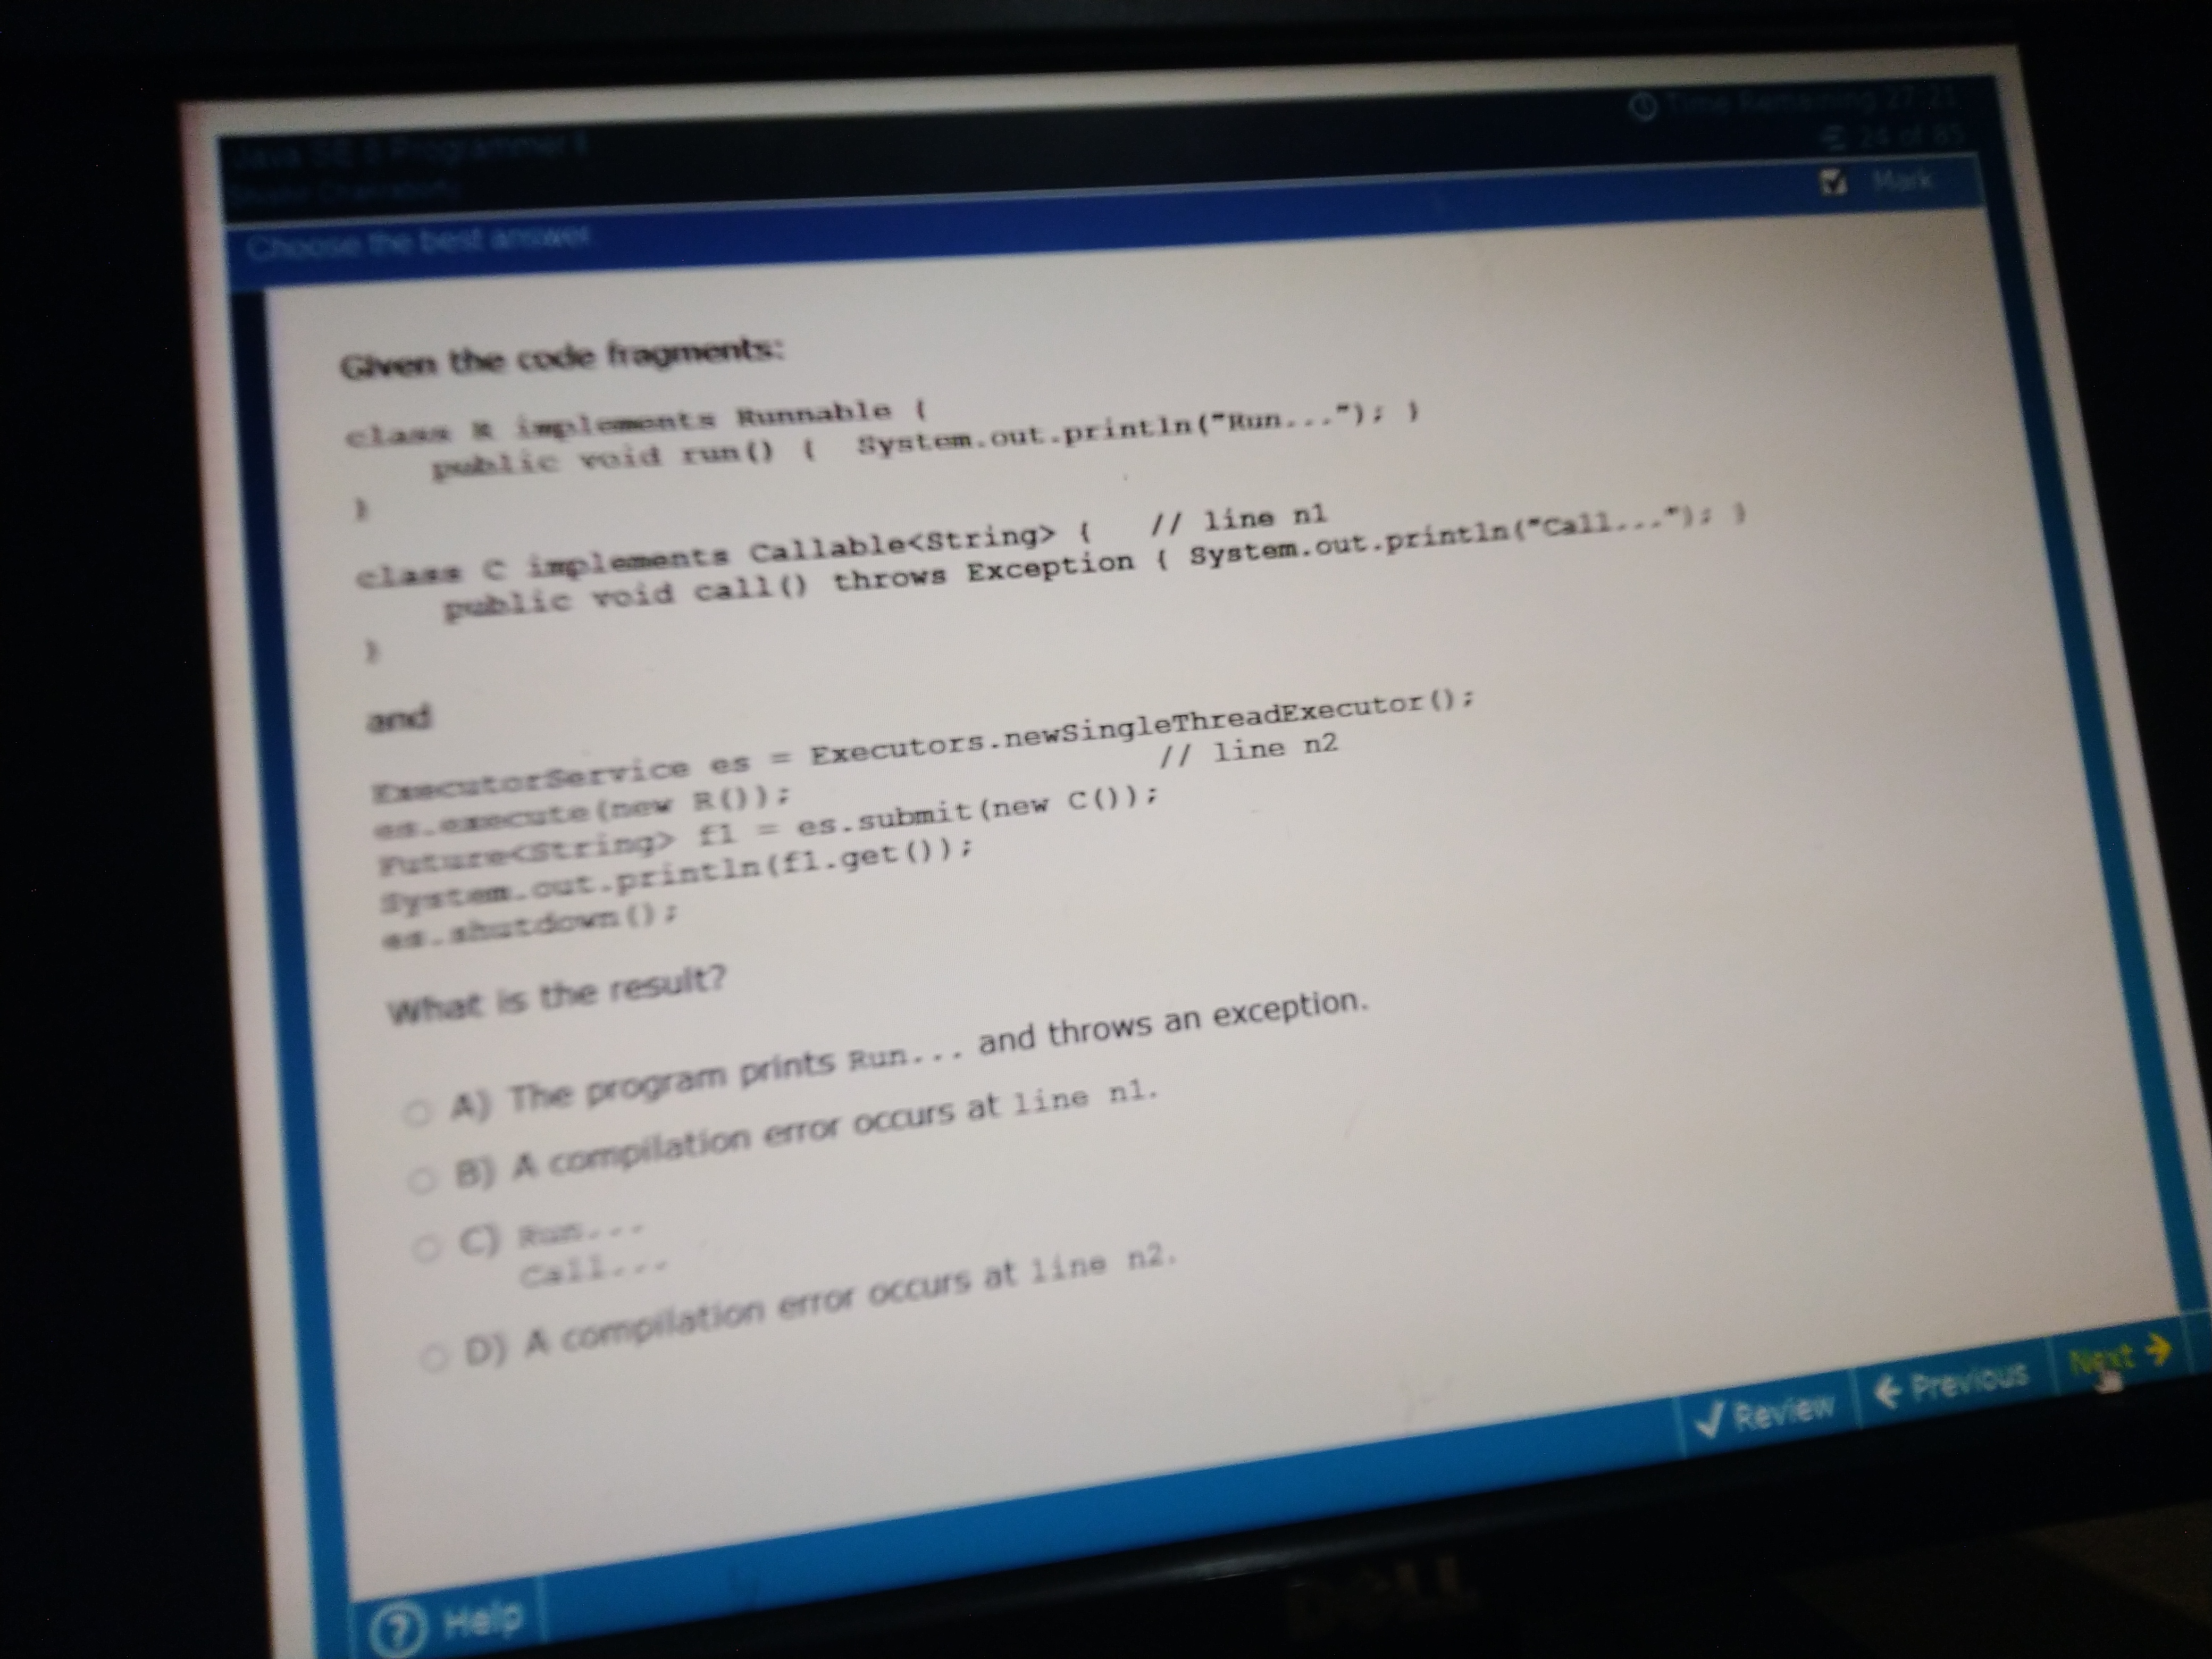 Java SE 8 Programmer II
Time Remaining 27:21
24 of 85
Mark
Choose the best answer
Given the code fragments:
class R implements Runnable {
public void run() { System.out.println("Run..."); }
}
class C implements Callable<String> { // line n1
public void call() throws Exception { System.out.println("Call..."); }
}
and
ExecutorService es = Executors.newSingleThreadExecutor();
es.execute(new R()); // line n2
Future<String> f1 = es.submit(new C());
System.out.println(f1.get());
es.shutdown();
What is the result?
A) The program prints Run... and throws an exception.
B) A compilation error occurs at line n1.
C) Run...
Call...
D) A compilation error occurs at line n2.
Review
Previous
Next
Help
DELL